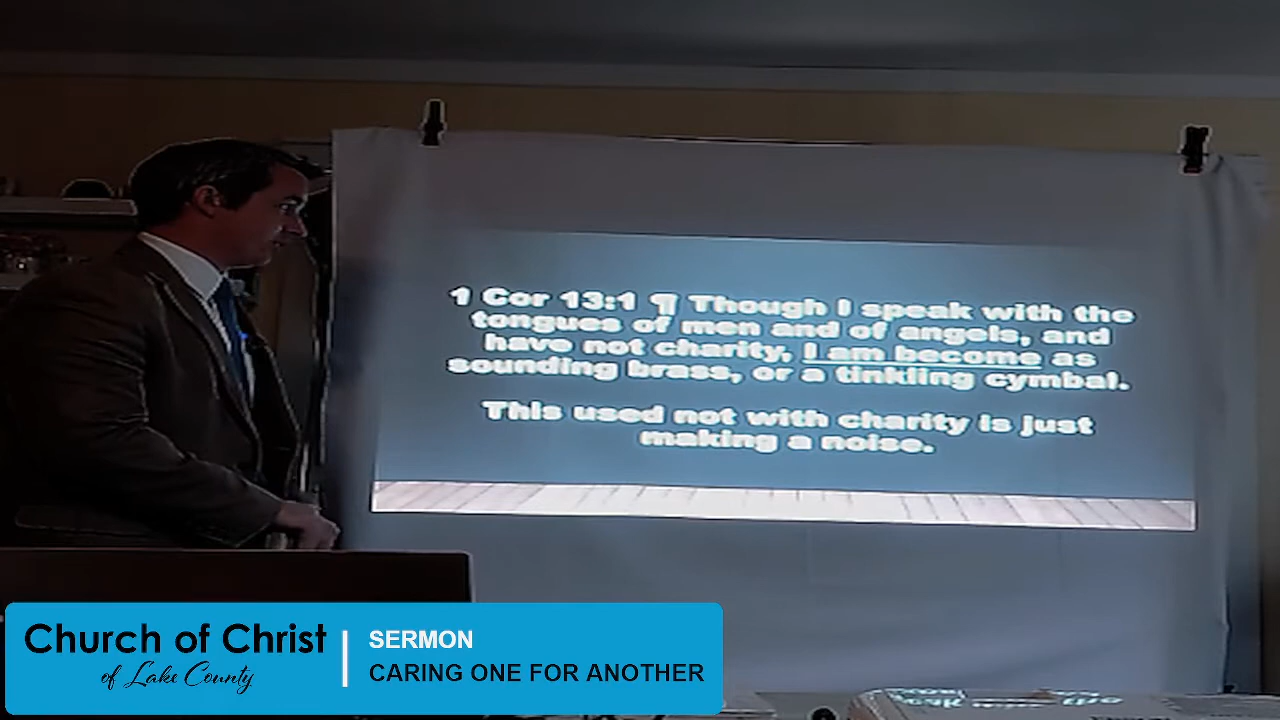 1 Cor 13:1 ¶ Though I speak with the
tongues of men and of angels, and
have not charity, I am become as
sounding brass, or a tinkling cymbal.
This used not with charity is just
making a noise.
Church of Christ
of Lake County
SERMON
CARING ONE FOR ANOTHER